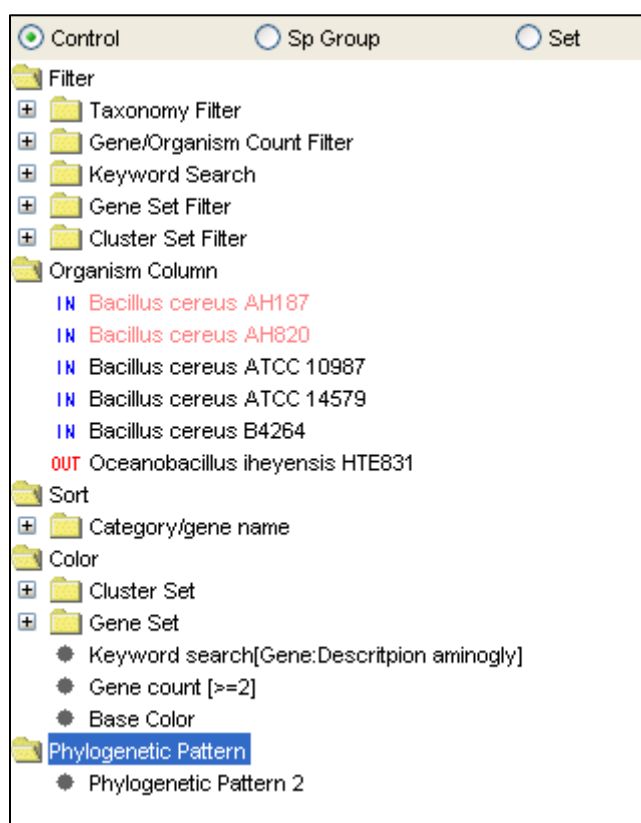 Control Sp Group Set
Filter
Taxonomy Filter
Gene/Organism Count Filter
Keyword Search
Gene Set Filter
Cluster Set Filter
Organism Column
IN Bacillus cereus AH187
IN Bacillus cereus AH820
IN Bacillus cereus ATCC 10987
IN Bacillus cereus ATCC 14579
IN Bacillus cereus B4264
OUT Oceanobacillus iheyensis HTE831
Sort
Category/gene name
Color
Cluster Set
Gene Set
Keyword search[Gene:Descritpion aminogly]
Gene count [>=2]
Base Color
Phylogenetic Pattern
Phylogenetic Pattern 2